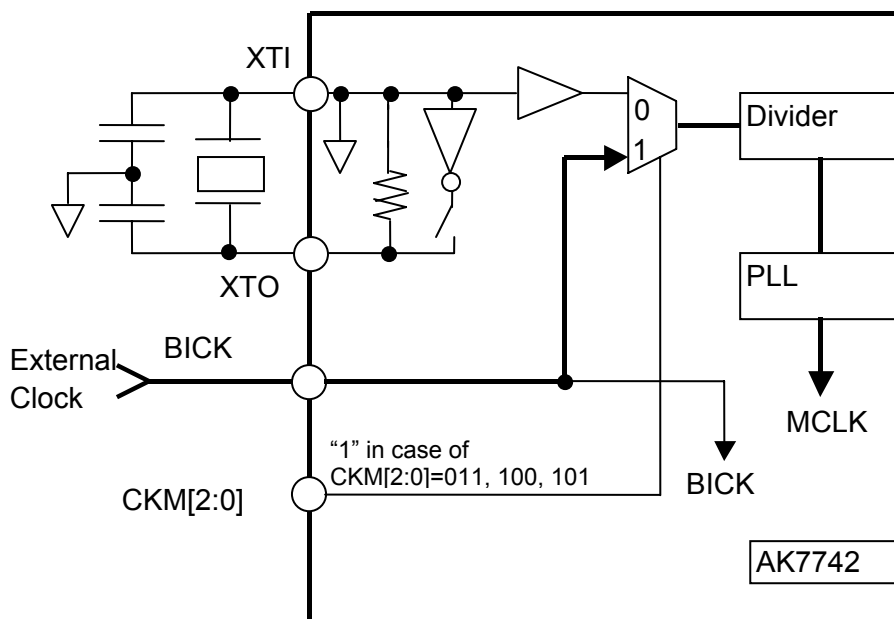 XTI
0
1
Divider
XTO
PLL
BICK
External
Clock
MCLK
"1" in case of
CKM[2:0]=011, 100, 101
BICK
CKM[2:0]
AK7742